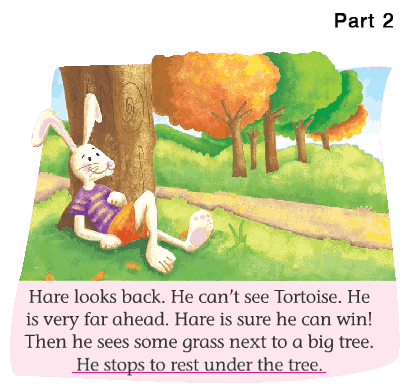 Part 2
Hare looks back. He can't see Tortoise. He
is very far ahead. Hare is sure he can win!
Then he sees some grass next to a big tree.
He stops to rest under the tree.